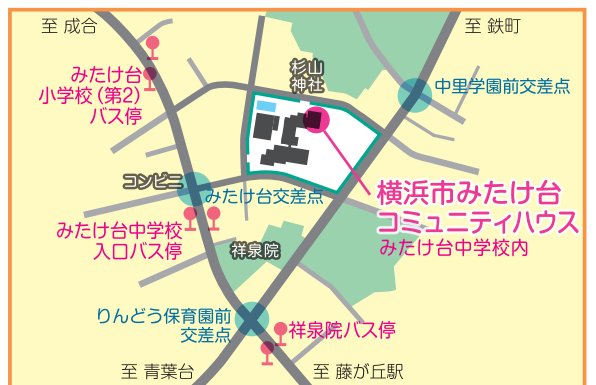 至 成合
至 鉄町
みたけ台
小学校（第2）
バス停
杉山
神社
中里学園前交差点
コンビニ
みたけ台交差点
横浜市みたけ台
コミュニティハウス
みたけ台中学校内
みたけ台中学校
入口バス停
祥泉院
りんどう保育園前
交差点
祥泉院バス停
至 青葉台
至 藤が丘駅